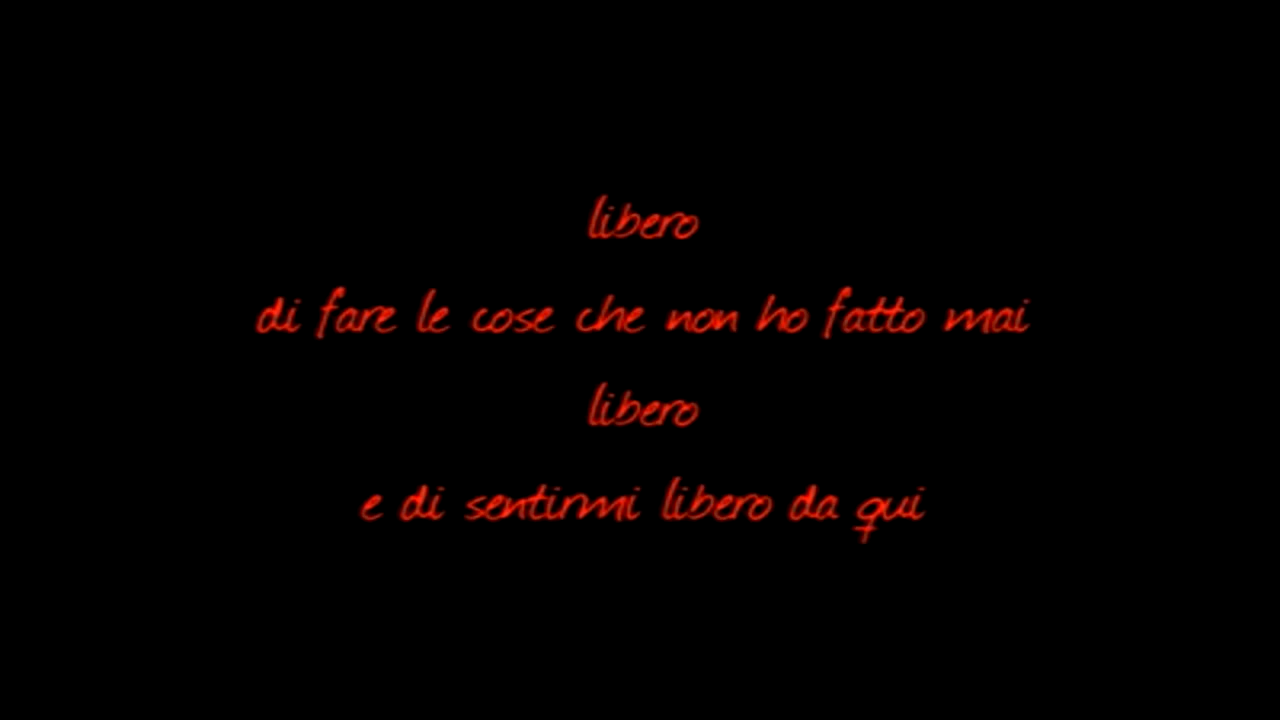 libero
di fare le cose che non ho fatto mai
libero
e di sentirmi libero da qui